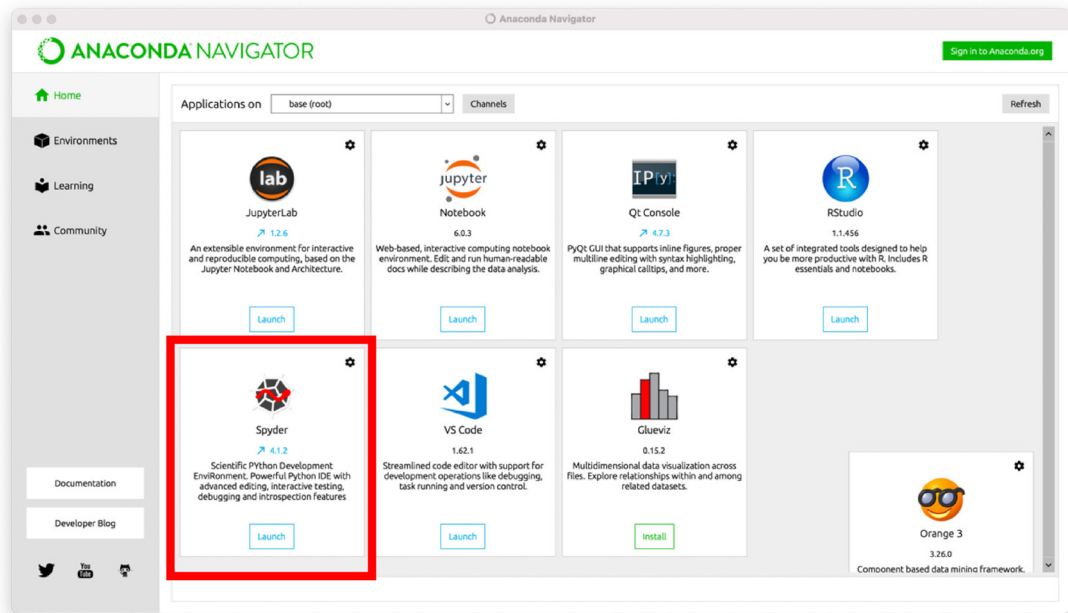 Anaconda Navigator
ANACONDA NAVIGATOR
Sign in to Anaconda.org
Home
Environments
Learning
Community
Documentation
Developer Blog
You
Tube
Applications on
base (root)
Channels
Refresh
lab
JupyterLab
1.2.6
An extensible environment for interactive
and reproducible computing, based on the
Jupyter Notebook and Architecture.
Launch
jupyter
Notebook
6.0.3
Web-based, interactive computing notebook
environment. Edit and run human-readable
docs while describing the data analysis.
Launch
IP[y]:
Qt Console
4.7.3
PyQt GUI that supports inline figures, proper
multiline editing with syntax highlighting,
graphical calltips, and more.
Launch
R
RStudio
1.1.456
A set of integrated tools designed to help
you be more productive with R. Includes R
essentials and notebooks.
Launch
Spyder
4.1.2
Scientific PYthon Development
EnviRonment. Powerful Python IDE with
advanced editing, interactive testing,
debugging and introspection features
Launch
VS Code
1.62.1
Streamlined code editor with support for
development operations like debugging,
task running and version control.
Launch
Glueviz
0.15.2
Multidimensional data visualization across
files. Explore relationships within and among
related datasets.
Install
Orange 3
3.26.0
Component based data mining framework.